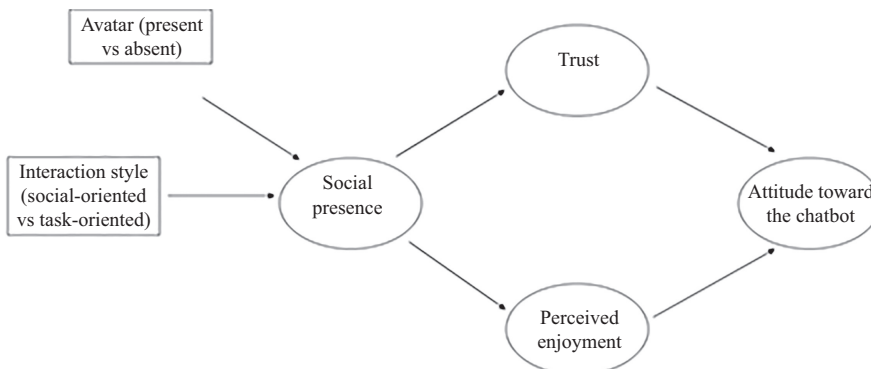 Avatar (present
vs absent)
Trust
Interaction style
(social-oriented
vs task-oriented)
Social
presence
Attitude toward
the chatbot
Perceived
enjoyment